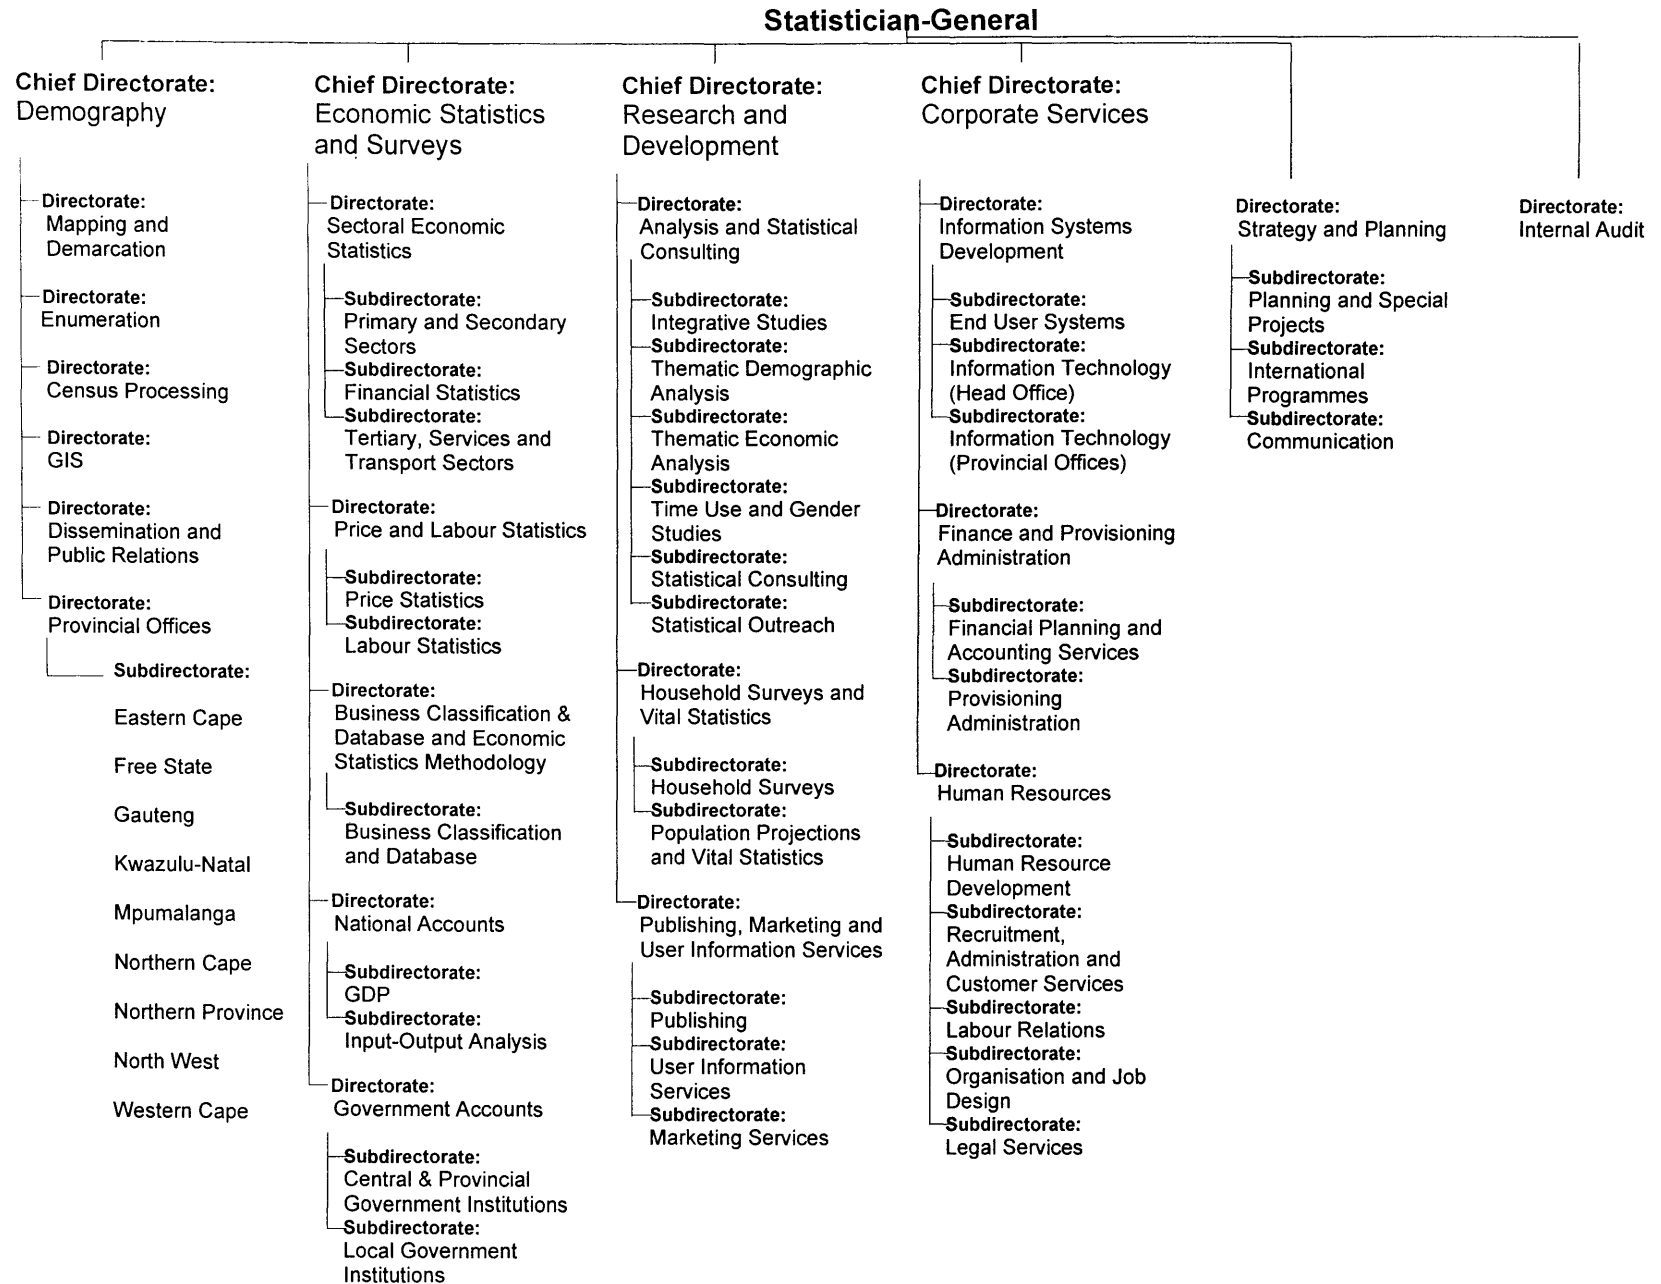 Statistician-General
Chief Directorate:
Demography
Directorate:
Mapping and
Demarcation
Directorate:
Enumeration
Directorate:
Census Processing
Directorate:
GIS
Directorate:
Dissemination and
Public Relations
Directorate:
Provincial Offices
Subdirectorate:
Eastern Cape
Free State
Gauteng
Kwazulu-Natal
Mpumalanga
Northern Cape
Northern Province
North West
Western Cape
Chief Directorate:
Economic Statistics
and Surveys
Directorate:
Sectoral Economic
Statistics
Subdirectorate:
Primary and Secondary
Sectors
Subdirectorate:
Financial Statistics
Subdirectorate:
Tertiary, Services and
Transport Sectors
Directorate:
Price and Labour Statistics
Subdirectorate:
Price Statistics
Subdirectorate:
Labour Statistics
Directorate:
Business Classification &
Database and Economic
Statistics Methodology
Subdirectorate:
Business Classification
and Database
Directorate:
National Accounts
Subdirectorate:
GDP
Subdirectorate:
Input-Output Analysis
Directorate:
Government Accounts
Subdirectorate:
Central & Provincial
Government Institutions
Subdirectorate:
Local Government
Institutions
Chief Directorate:
Research and
Development
Directorate:
Analysis and Statistical
Consulting
Subdirectorate:
Integrative Studies
Subdirectorate:
Thematic Demographic
Analysis
Subdirectorate:
Thematic Economic
Analysis
Subdirectorate:
Time Use and Gender
Studies
Subdirectorate:
Statistical Consulting
Subdirectorate:
Statistical Outreach
Directorate:
Household Surveys and
Vital Statistics
Subdirectorate:
Household Surveys
Subdirectorate:
Population Projections
and Vital Statistics
Directorate:
Publishing, Marketing and
User Information Services
Subdirectorate:
Publishing
Subdirectorate:
User Information
Services
Subdirectorate:
Marketing Services
Chief Directorate:
Corporate Services
Directorate:
Information Systems
Development
Subdirectorate:
End User Systems
Subdirectorate:
Information Technology
(Head Office)
Subdirectorate:
Information Technology
(Provincial Offices)
Directorate:
Finance and Provisioning
Administration
Subdirectorate:
Financial Planning and
Accounting Services
Subdirectorate:
Provisioning
Administration
Directorate:
Human Resources
Subdirectorate:
Human Resource
Development
Subdirectorate:
Recruitment,
Administration and
Customer Services
Subdirectorate:
Labour Relations
Subdirectorate:
Organisation and Job
Design
Subdirectorate:
Legal Services
Directorate:
Strategy and Planning
Subdirectorate:
Planning and Special
Projects
Subdirectorate:
International
Programmes
Subdirectorate:
Communication
Directorate:
Internal Audit